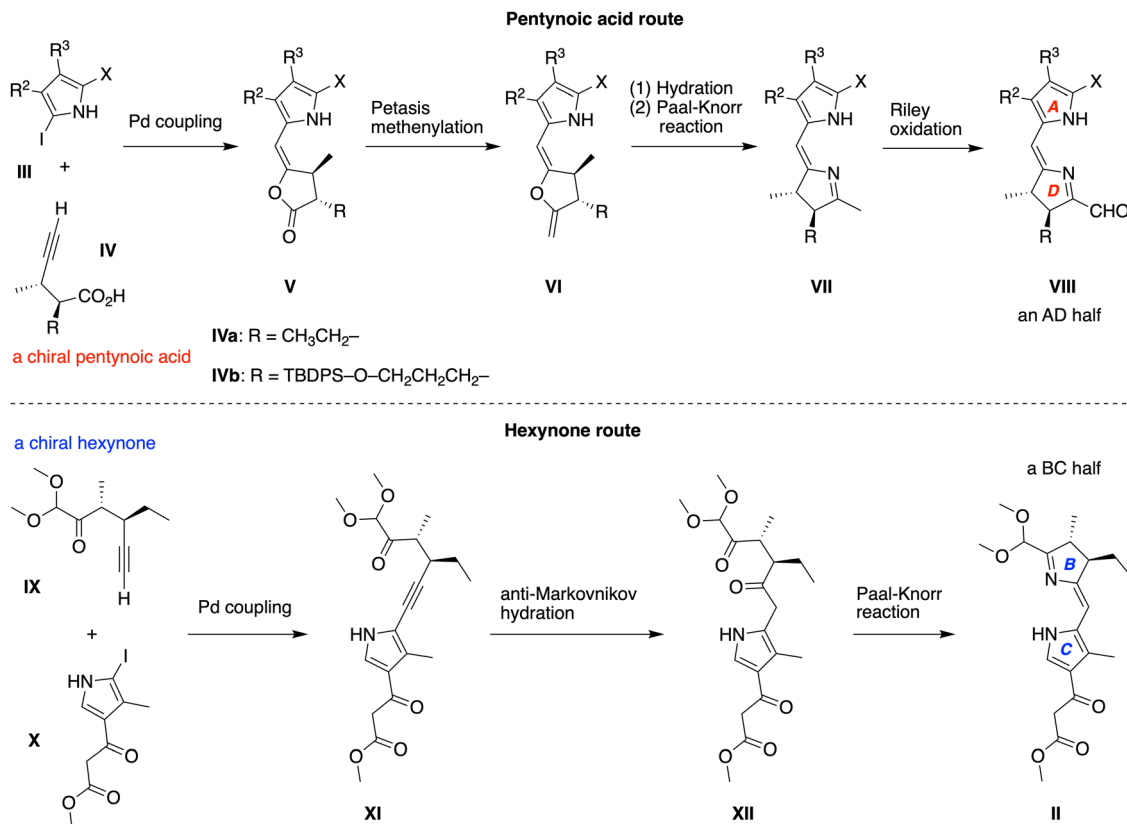 Pentynoic acid route
R3
R2
X
NH
I
III
+
H
IV
CO2H
R
a chiral pentynoic acid
Pd coupling
R3
R2
X
NH
O
O
R
V
Petasis
methenylation
R3
R2
X
NH
O
R
VI
(1) Hydration
(2) Paal-Knorr
reaction
R3
R2
X
NH
N
R
VII
Riley
oxidation
R3
R2
X
A
NH
N
D
CHO
R
VIII
an AD half
IVa: R = CH3CH2–
IVb: R = TBDPS–O–CH2CH2CH2–
Hexynone route
a chiral hexynone
O
O
O
H
IX
+
I
HN
X
O
O
O
Pd coupling
O
O
O
HN
O
O
O
XI
anti-Markovnikov
hydration
O
O
O
O
HN
O
O
O
XII
Paal-Knorr
reaction
a BC half
O
O
B
N
HN
C
O
O
O
II